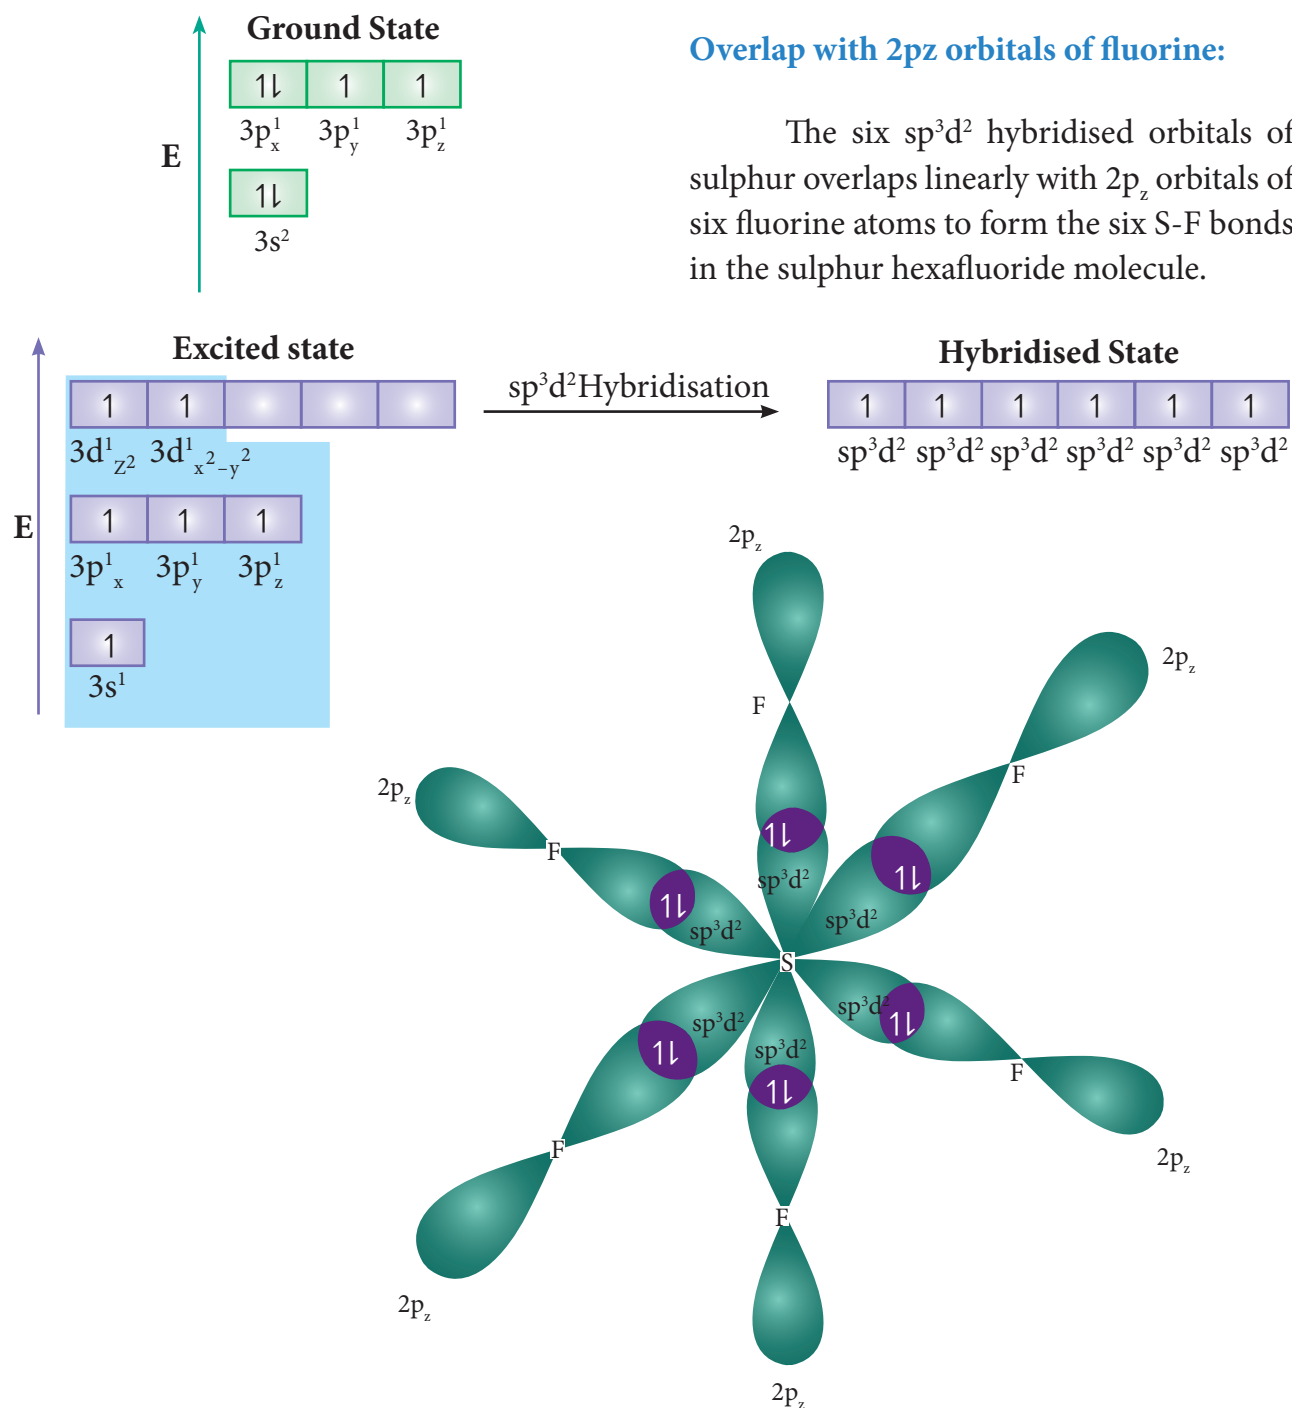 Ground State
1⇂ 1 1
3p¹x 3p¹y 3p¹z
E
1⇂
3s²
Overlap with 2pz orbitals of fluorine:
The six sp³d² hybridised orbitals of
sulphur overlaps linearly with 2pz orbitals of
six fluorine atoms to form the six S-F bonds
in the sulphur hexafluoride molecule.
Excited state
1 1
3d¹Z² 3d¹x²–y²
E
1 1 1
3p¹x 3p¹y 3p¹z
1
3s¹
sp³d²Hybridisation
Hybridised State
1 1 1 1 1 1
sp³d² sp³d² sp³d² sp³d² sp³d² sp³d²
2pz
2pz
F
F
2pz
F
1⇂
1⇂
1⇂
sp³d²
sp³d²
sp³d²
S
sp³d²
1⇂
sp³d²
1⇂
sp³d²
1⇂
F
F
F
2pz
2pz
2pz